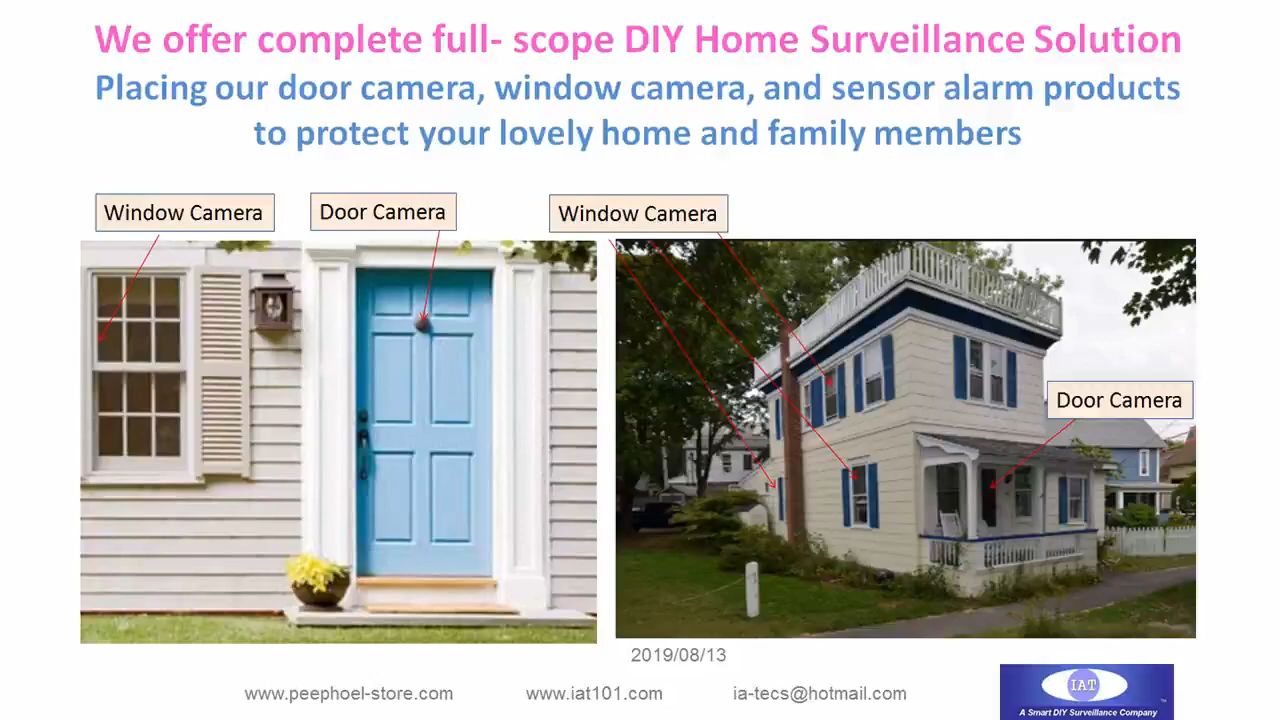 We offer complete full- scope DIY Home Surveillance Solution
Placing our door camera, window camera, and sensor alarm products
to protect your lovely home and family members
Window Camera
Door Camera
Window Camera
Door Camera
2019/08/13
www.peephoel-store.com
www.iat101.com
ia-tecs@hotmail.com
IAT
TM
A Smart DIY Surveillance Company